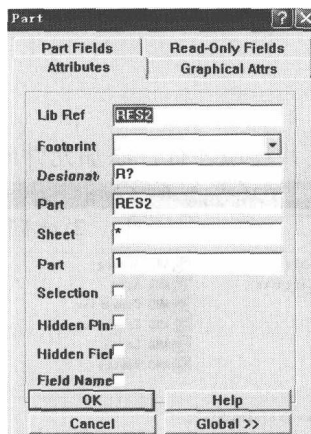 Part
Part Fields Read-Only Fields
Attributes Graphical Attrs
Lib Ref RES2
Footprint
Designat R?
Part RES2
Sheet *
Part 1
Selection
Hidden Pin
Hidden Fiel
Field Name
OK Help
Cancel Global >>